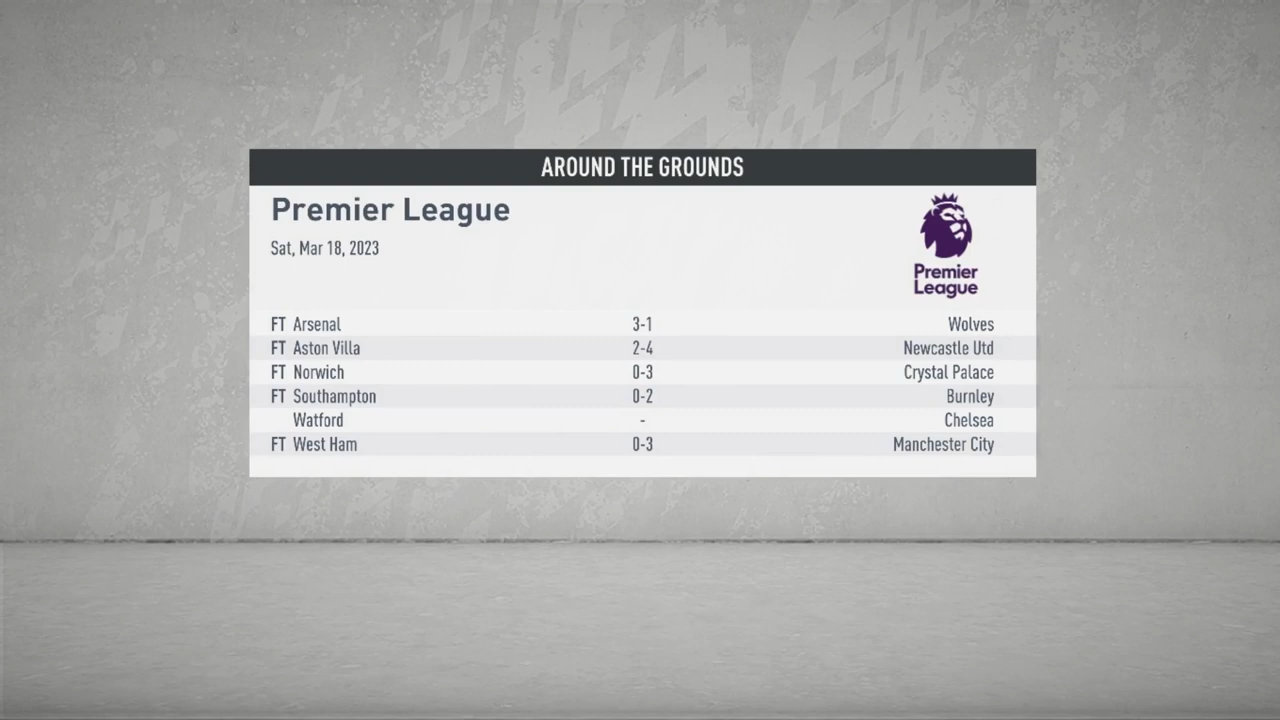 AROUND THE GROUNDS
Premier League
Sat, Mar 18, 2023
Premier
League
FT Arsenal 3-1 Wolves
FT Aston Villa 2-4 Newcastle Utd
FT Norwich 0-3 Crystal Palace
FT Southampton 0-2 Burnley
Watford - Chelsea
FT West Ham 0-3 Manchester City